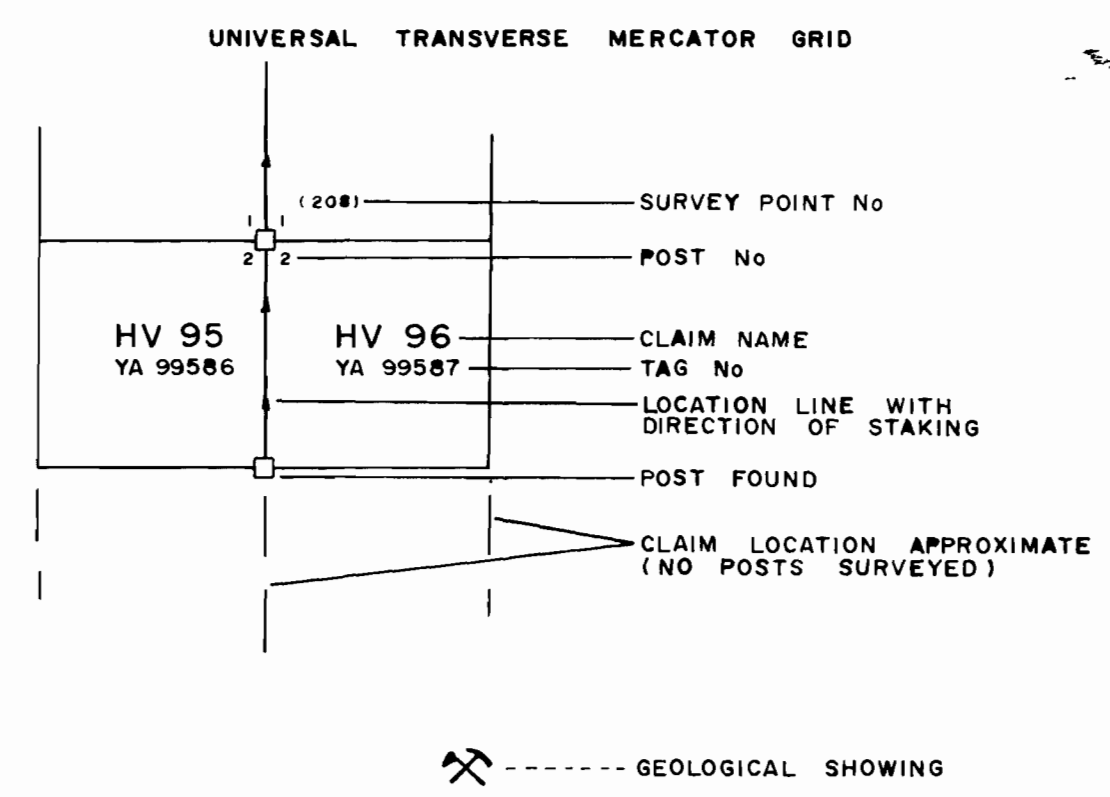 UNIVERSAL TRANSVERSE MERCATOR GRID
(208) SURVEY POINT No
1 1
2 2 POST No
HV 95 HV 96 CLAIM NAME
YA 99586 YA 99587 TAG No
LOCATION LINE WITH
DIRECTION OF STAKING
POST FOUND
CLAIM LOCATION APPROXIMATE
(NO POSTS SURVEYED)
GEOLOGICAL SHOWING